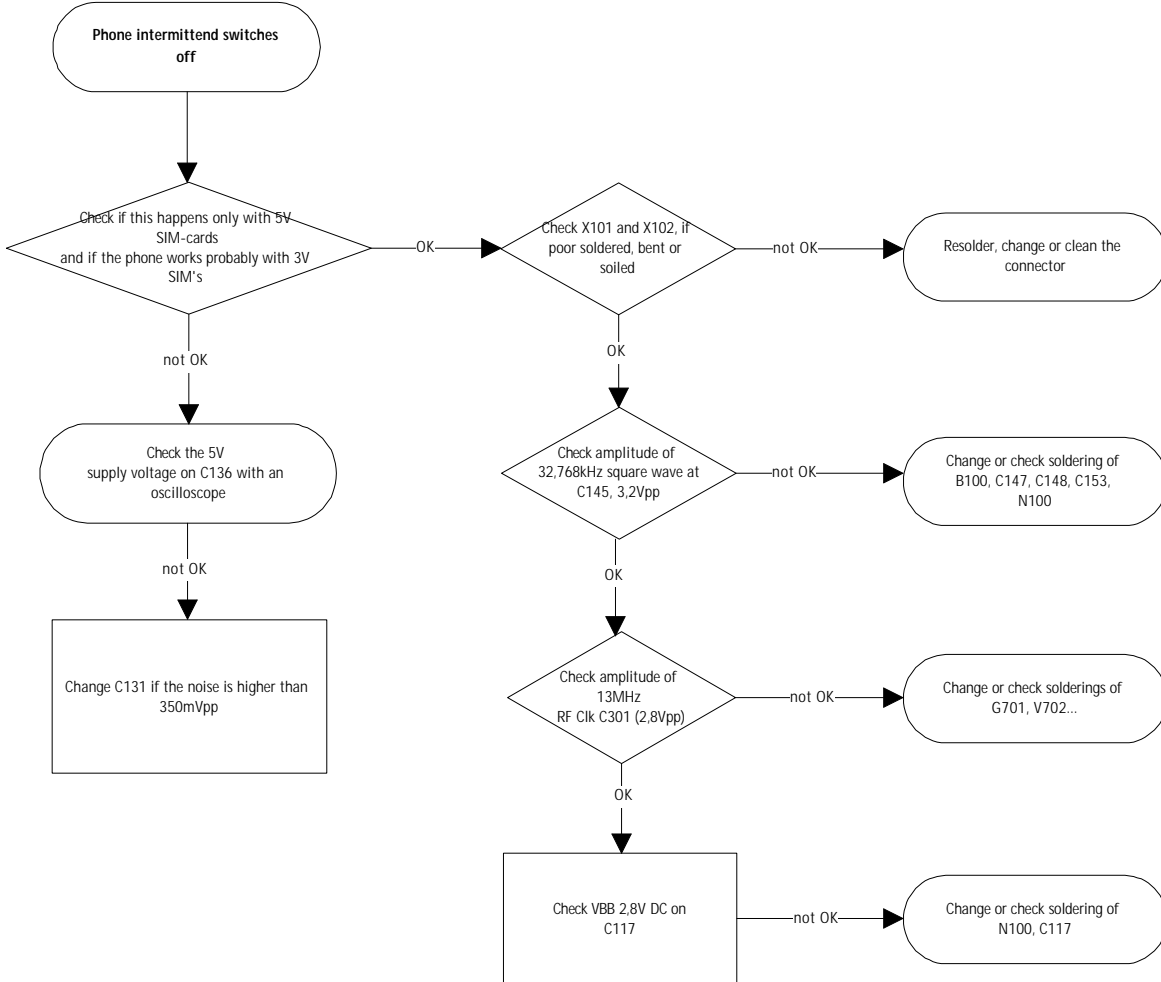 Phone intermittend switches
off
Check if this happens only with 5V
SIM-cards
and if the phone works probably with 3V
SIM's
OK
Check X101 and X102, if
poor soldered, bent or
soiled
not OK
Resolder, change or clean the
connector
not OK
OK
Check the 5V
supply voltage on C136 with an
oscilloscope
Check amplitude of
32,768kHz square wave at
C145, 3,2Vpp
not OK
Change or check soldering of
B100, C147, C148, C153,
N100
not OK
OK
Change C131 if the noise is higher than
350mVpp
Check amplitude of
13MHz
RF Clk C301 (2,8Vpp)
not OK
Change or check solderings of
G701, V702...
OK
Check VBB 2,8V DC on
C117
not OK
Change or check soldering of
N100, C117